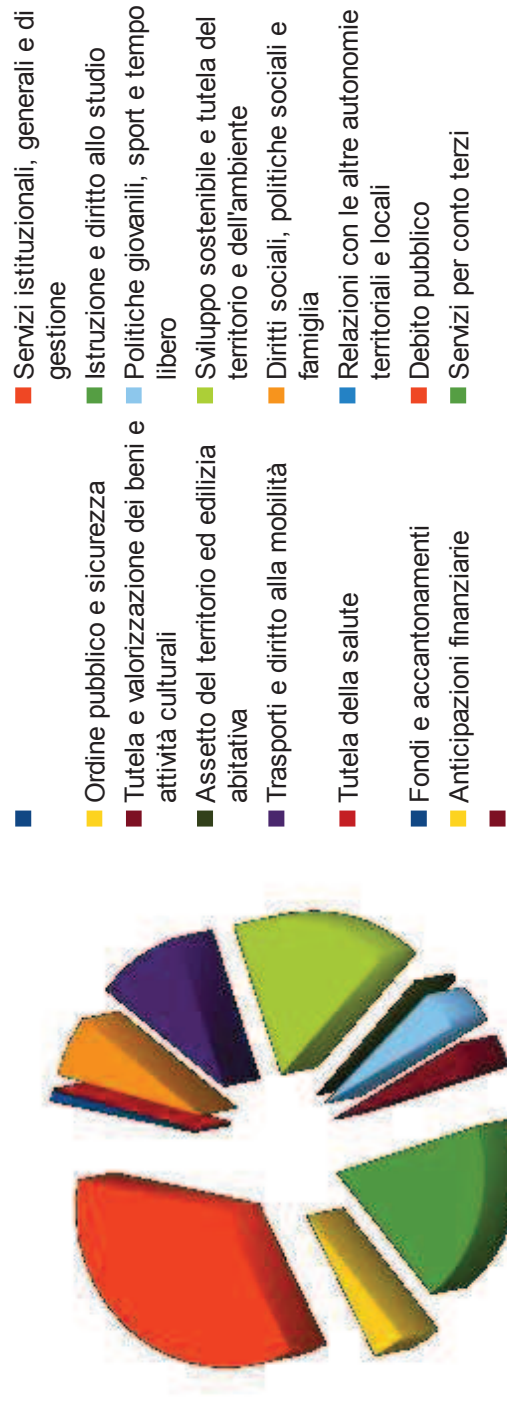 Ordine pubblico e sicurezza
Tutela e valorizzazione dei beni e
attività culturali
Assetto del territorio ed edilizia
abitativa
Trasporti e diritto alla mobilità
Tutela della salute
Fondi e accantonamenti
Anticipazioni finanziarie
Servizi istituzionali, generali e di
gestione
Istruzione e diritto allo studio
Politiche giovanili, sport e tempo
libero
Sviluppo sostenibile e tutela del
territorio e dell'ambiente
Diritti sociali, politiche sociali e
famiglia
Relazioni con le altre autonomie
territoriali e locali
Debito pubblico
Servizi per conto terzi